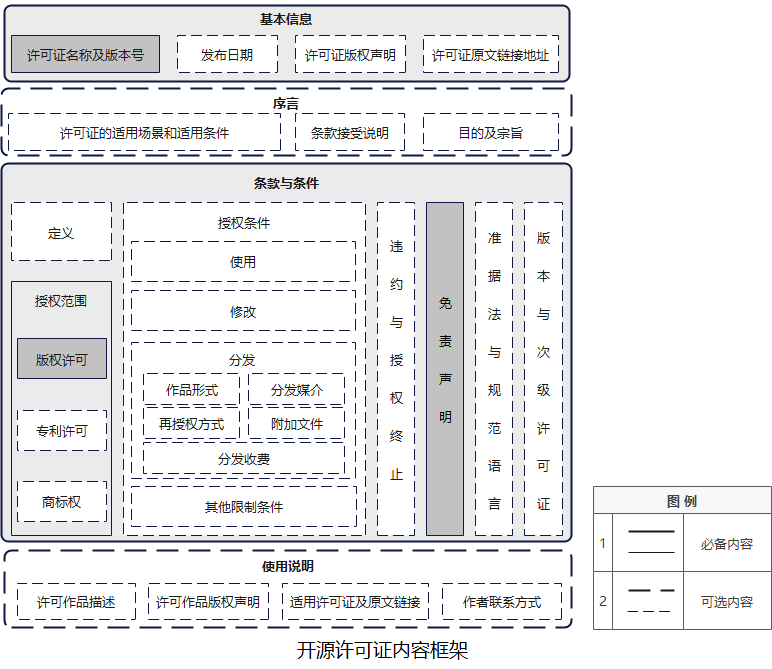 基本信息
许可证名称及版本号
发布日期
许可证版权声明
许可证原文链接地址
序言
许可证的适用场景和适用条件
条款接受说明
目的及宗旨
条款与条件
定义
授权范围
版权许可
专利许可
商标权
授权条件
使用
修改
分发
作品形式
分发媒介
再授权方式
附加文件
分发收费
其他限制条件
违约与授权终止
免责声明
准据法与规范语言
版本与次级许可证
使用说明
许可作品描述
许可作品版权声明
适用许可证及原文链接
作者联系方式
图 例
1
必备内容
2
可选内容
开源许可证内容框架